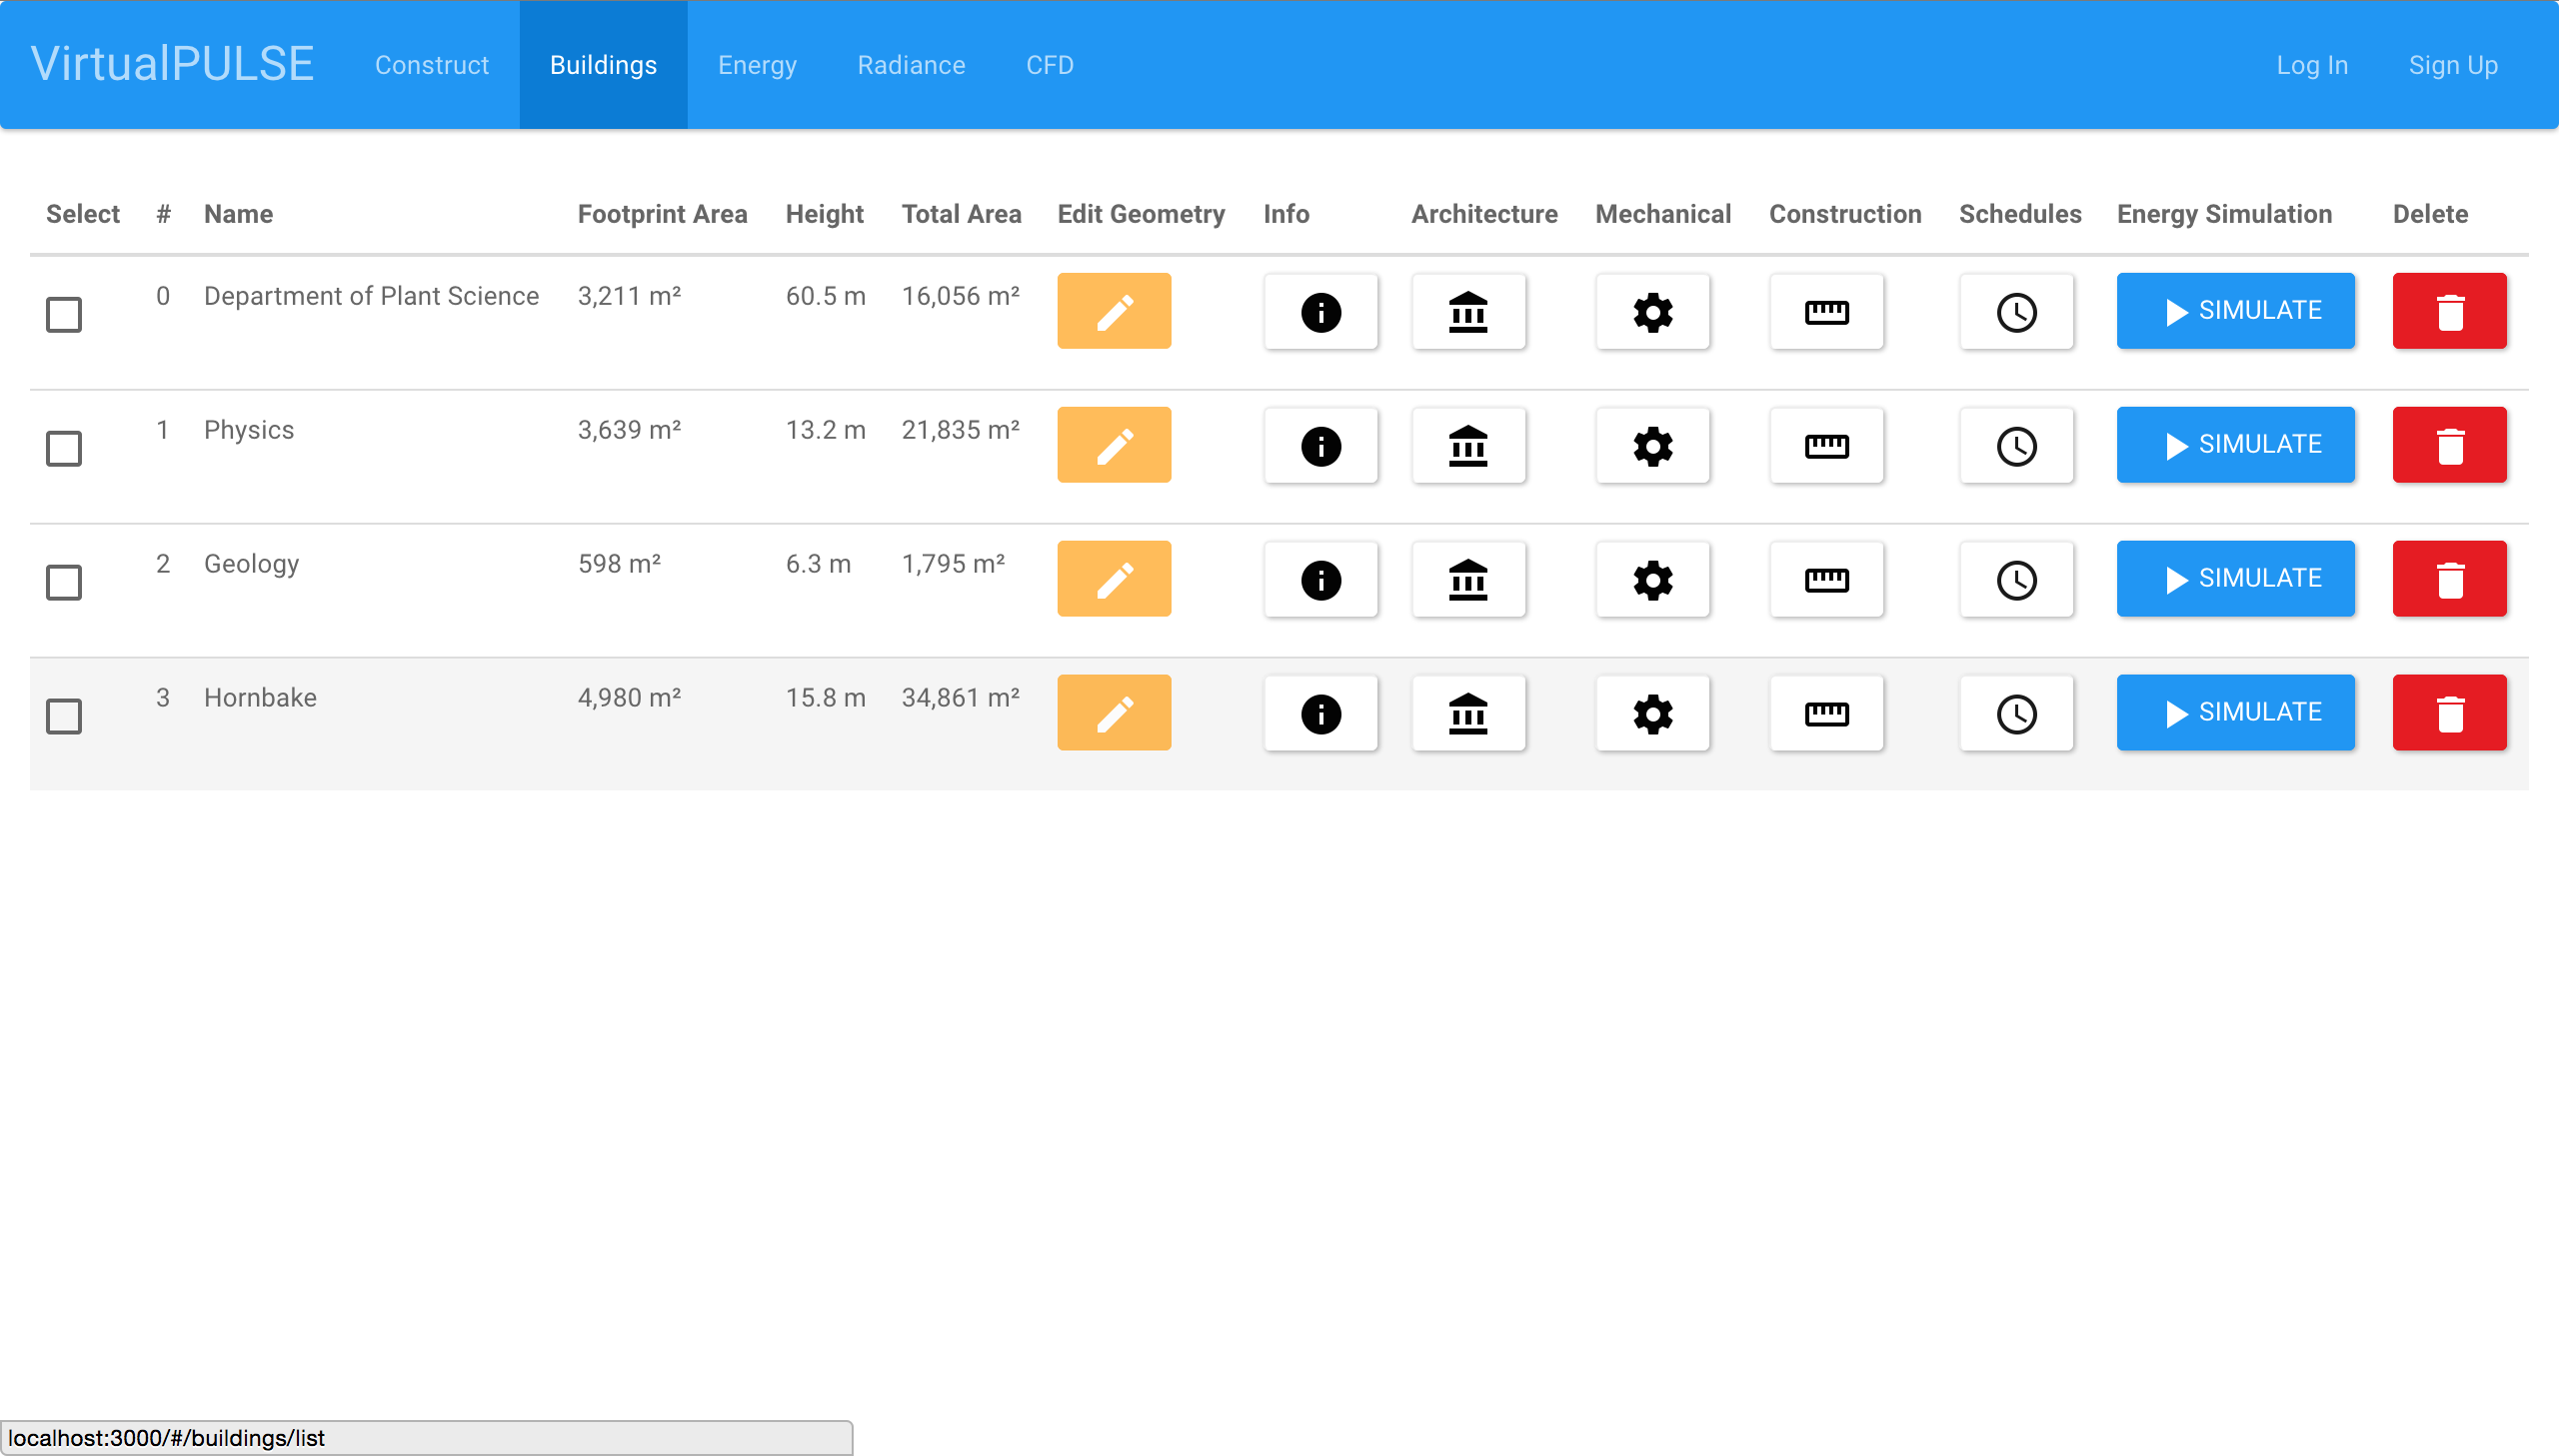 VirtualPULSE Construct Buildings Energy Radiance CFD Log In Sign Up
Select # Name Footprint Area Height Total Area Edit Geometry Info Architecture Mechanical Construction Schedules Energy Simulation Delete
0 Department of Plant Science 3,211 m² 60.5 m 16,056 m² SIMULATE
1 Physics 3,639 m² 13.2 m 21,835 m² SIMULATE
2 Geology 598 m² 6.3 m 1,795 m² SIMULATE
3 Hornbake 4,980 m² 15.8 m 34,861 m² SIMULATE
localhost:3000/#/buildings/list